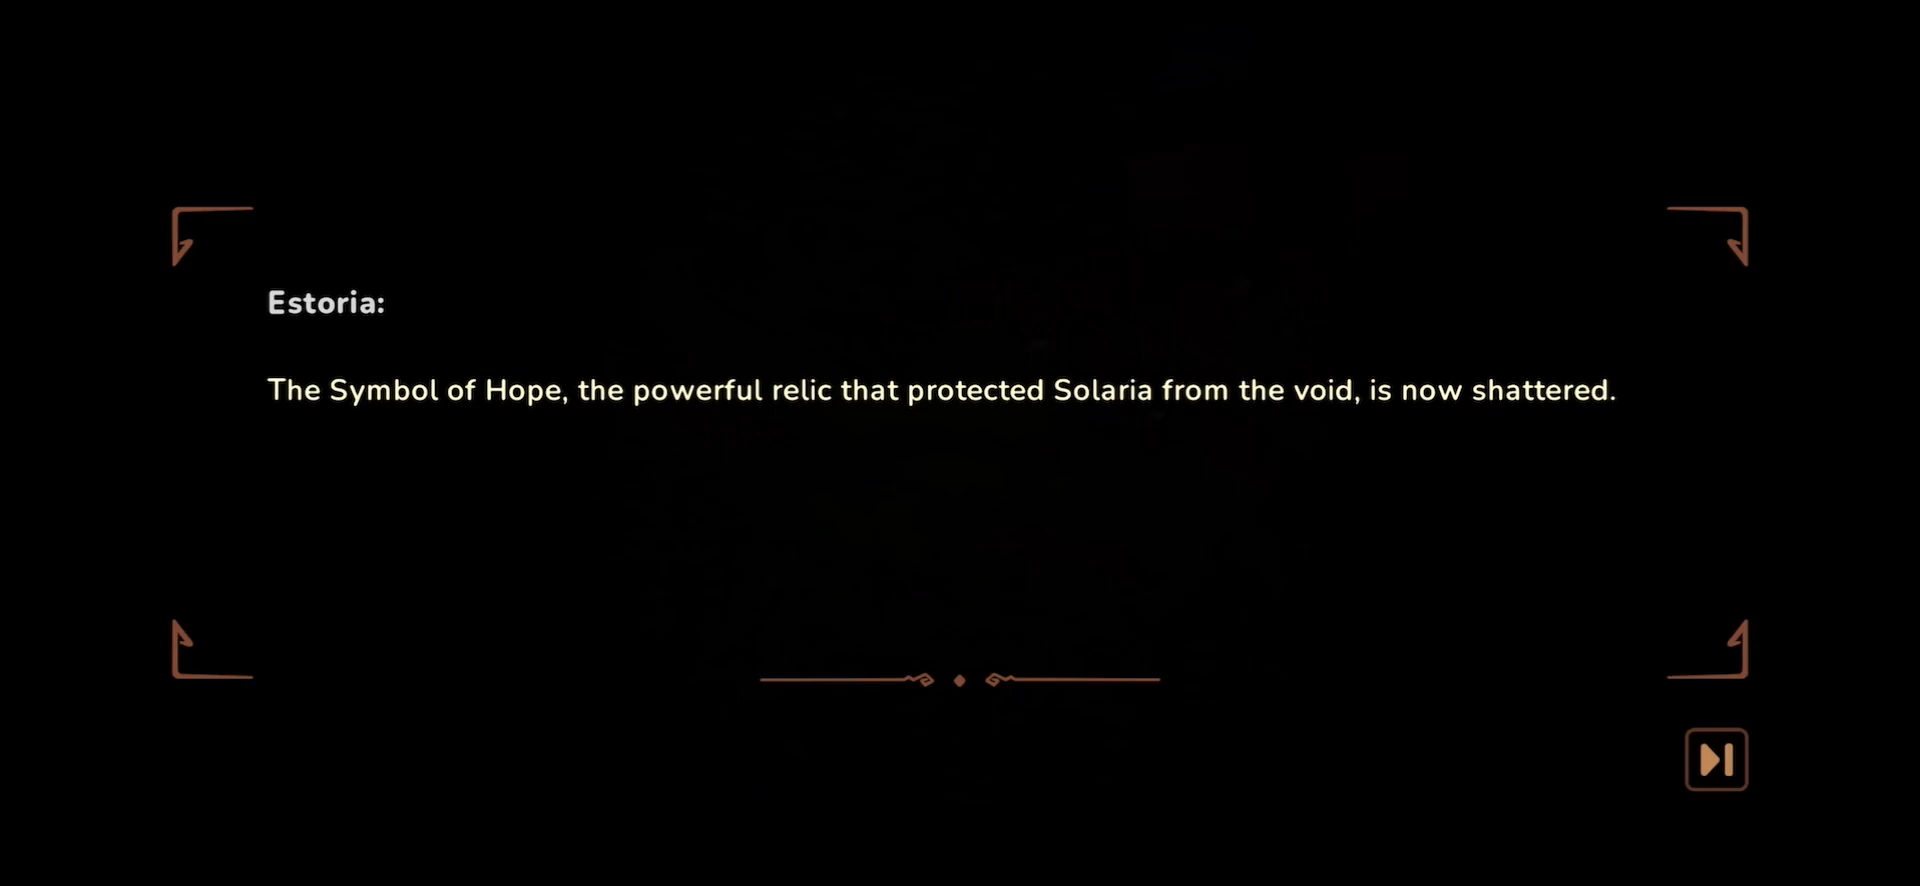 Estoria:
The Symbol of Hope, the powerful relic that protected Solaria from the void, is now shattered.